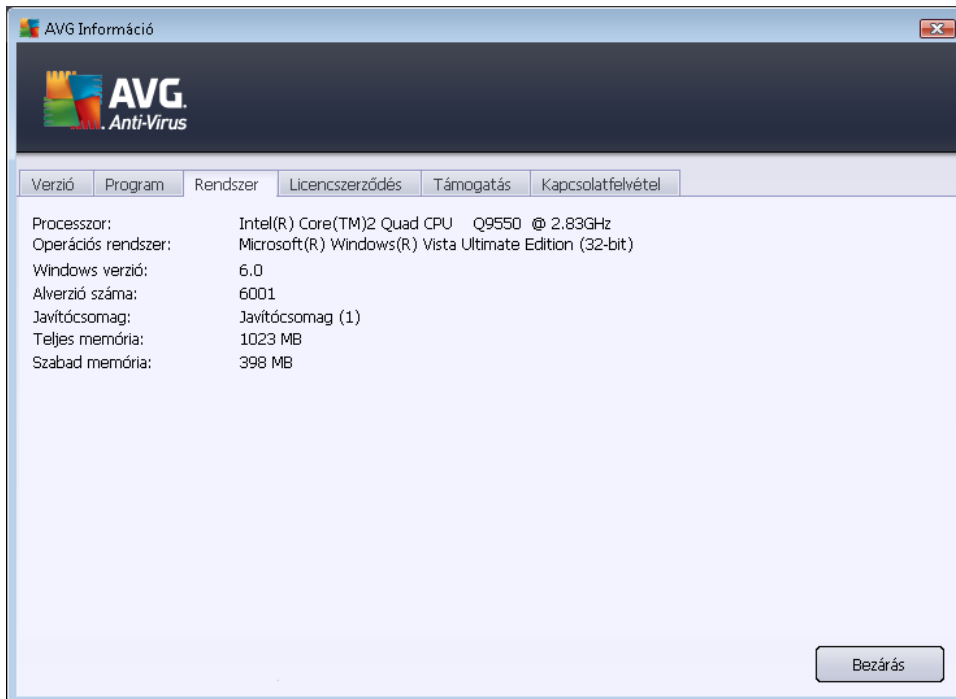 AVG Információ
AVG.
Anti-Virus
Verzió Program Rendszer Licencszerződés Támogatás Kapcsolatfelvétel
Processzor: Intel(R) Core(TM)2 Quad CPU Q9550 @ 2.83GHz
Operációs rendszer: Microsoft(R) Windows(R) Vista Ultimate Edition (32-bit)
Windows verzió: 6.0
Alverzió száma: 6001
Javítócsomag: Javítócsomag (1)
Teljes memória: 1023 MB
Szabad memória: 398 MB
Bezárás